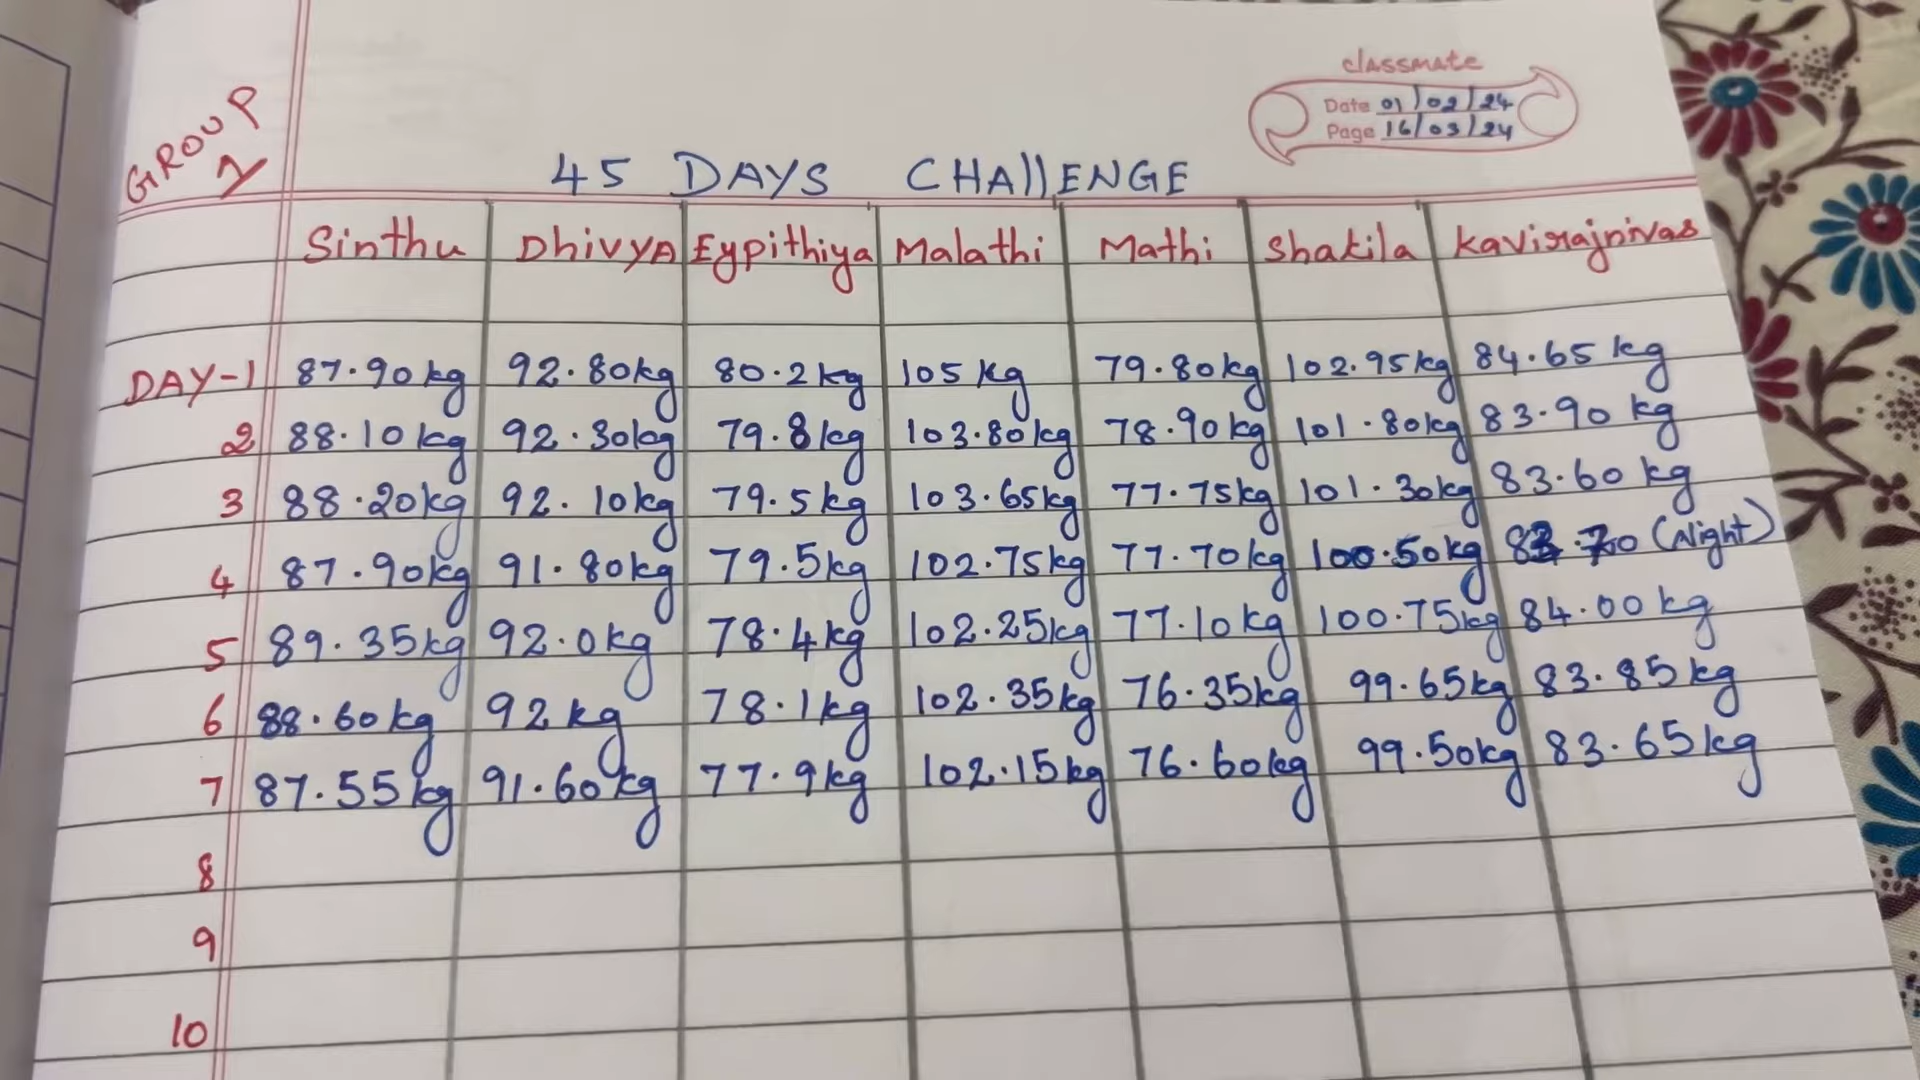 classmate
Date 01/02/24
Page 16/03/24
GROUP
1
45 DAYS CHAllENGE
Sinthu DhivyA Eypithiya Malathi Mathi Shakila Kavirajnivas
DAY-1 87.90kg 92.80kg 80.2kg 105kg 79.80kg 102.95kg 84.65kg
2 88.10kg 92.30kg 79.8kg 103.80kg 78.90kg 101.80kg 83.90kg
3 88.20kg 92.10kg 79.5kg 103.65kg 77.75kg 101.30kg 83.60kg
4 87.90kg 91.80kg 79.5kg 102.75kg 77.70kg 100.50kg (Night)
5 89.35kg 92.0kg 78.4kg 102.25kg 77.10kg 100.75kg 84.00kg
6 88.60kg 92kg 78.1kg 102.35kg 76.35kg 99.65kg 83.85kg
7 87.55kg 91.60kg 77.9kg 102.15kg 76.60kg 99.50kg 83.65kg
8
9
10